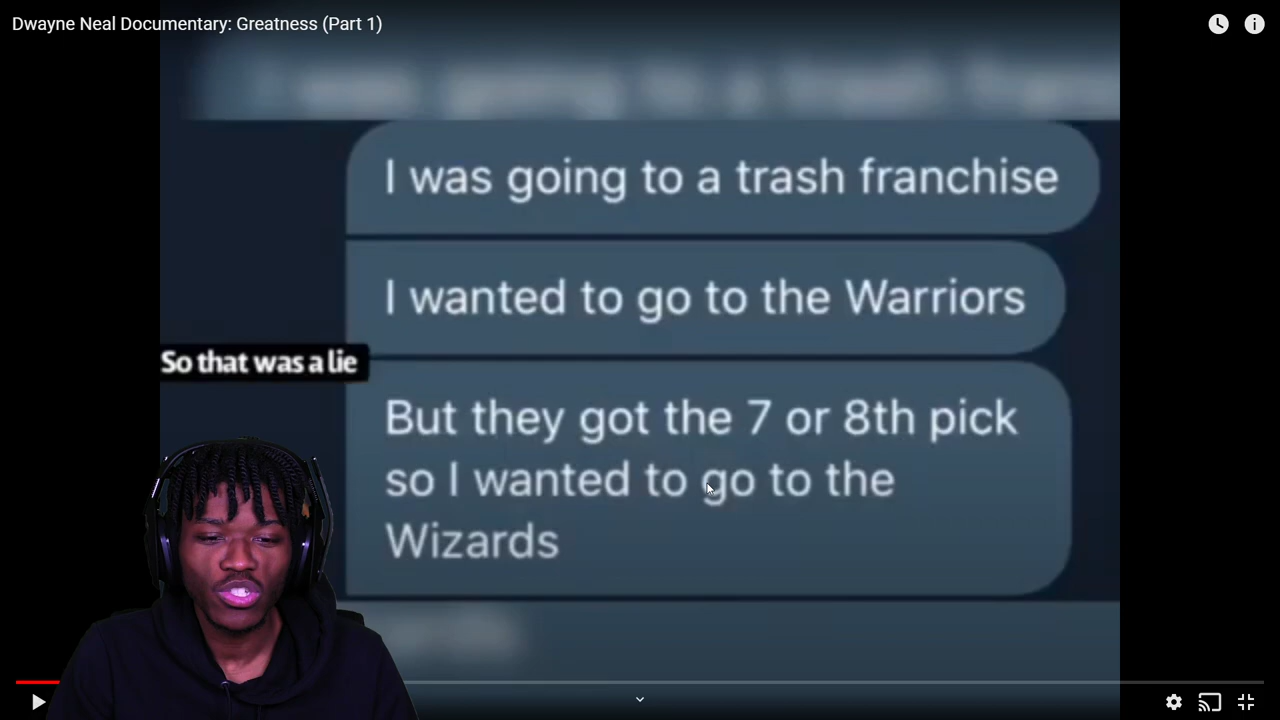 Dwayne Neal Documentary: Greatness (Part 1)
I was going to a trash franchise
I wanted to go to the Warriors
So that was a lie
But they got the 7 or 8th pick
so I wanted to go to the
Wizards